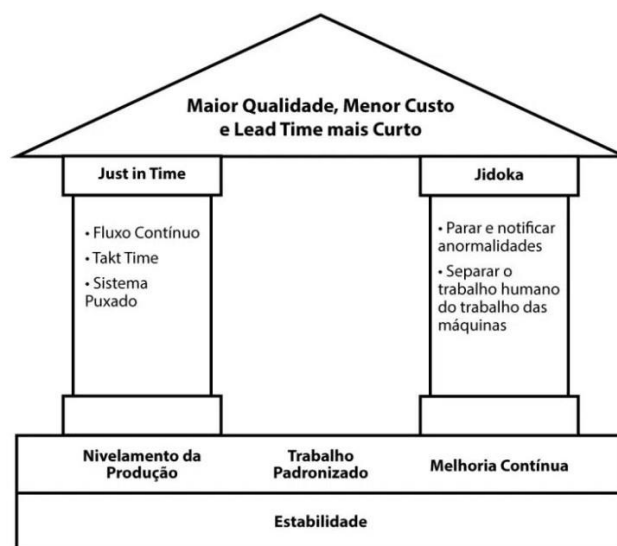 Maior Qualidade, Menor Custo
e Lead Time mais Curto
Just in Time
• Fluxo Contínuo
• Takt Time
• Sistema
Puxado
Jidoka
• Parar e notificar
anormalidades
• Separar o
trabalho humano
do trabalho das
máquinas
Nivelamento da
Produção
Trabalho
Padronizado
Melhoria Contínua
Estabilidade